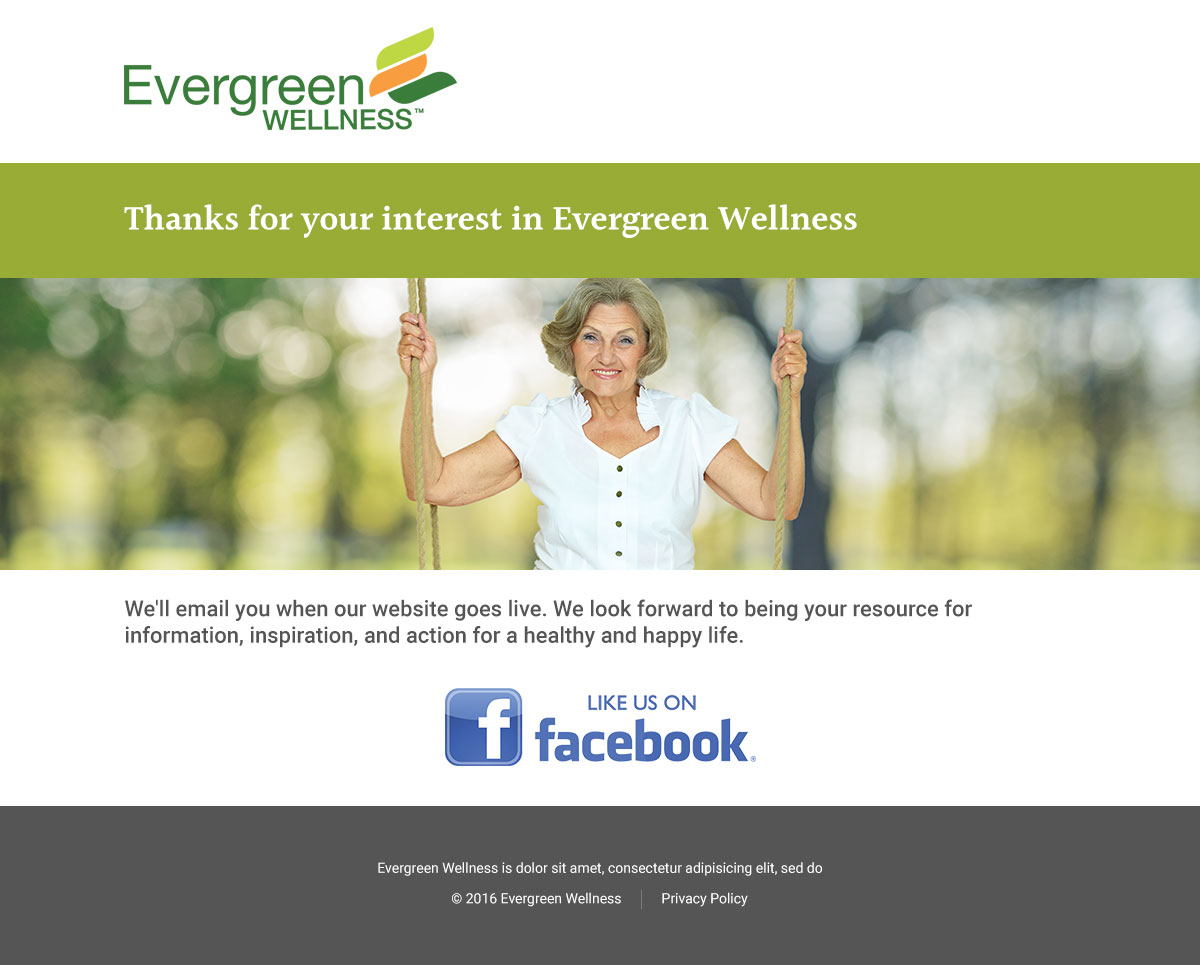 Evergreen
WELLNESS™
Thanks for your interest in Evergreen Wellness
We'll email you when our website goes live. We look forward to being your resource for
information, inspiration, and action for a healthy and happy life.
f
LIKE US ON
facebook®
Evergreen Wellness is dolor sit amet, consectetur adipisicing elit, sed do
© 2016 Evergreen Wellness | Privacy Policy